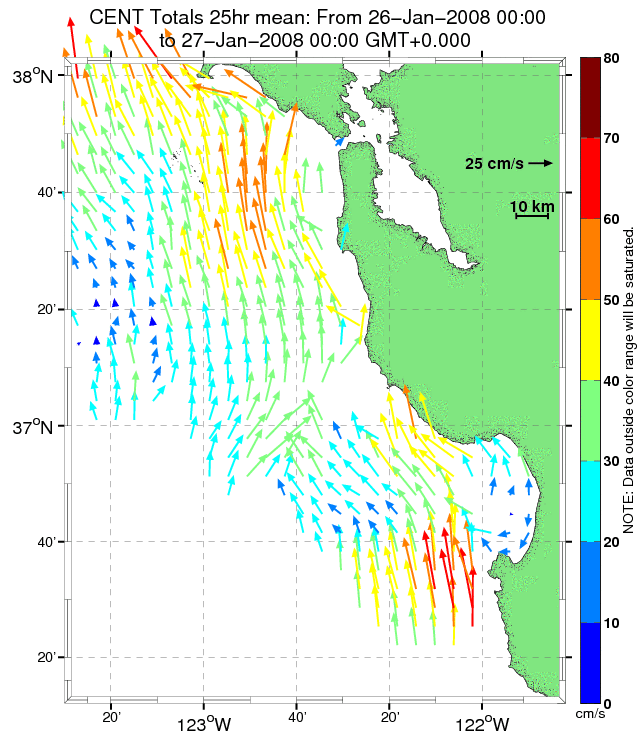 CENT Totals 25hr mean: From 26-Jan-2008 00:00
to 27-Jan-2008 00:00 GMT+0.000
38°N
40'
20'
37°N
40'
20'
20'
123°W
40'
20'
122°W
25 cm/s
10 km
80
70
60
50
40
30
20
10
0
cm/s
NOTE: Data outside color range will be saturated.